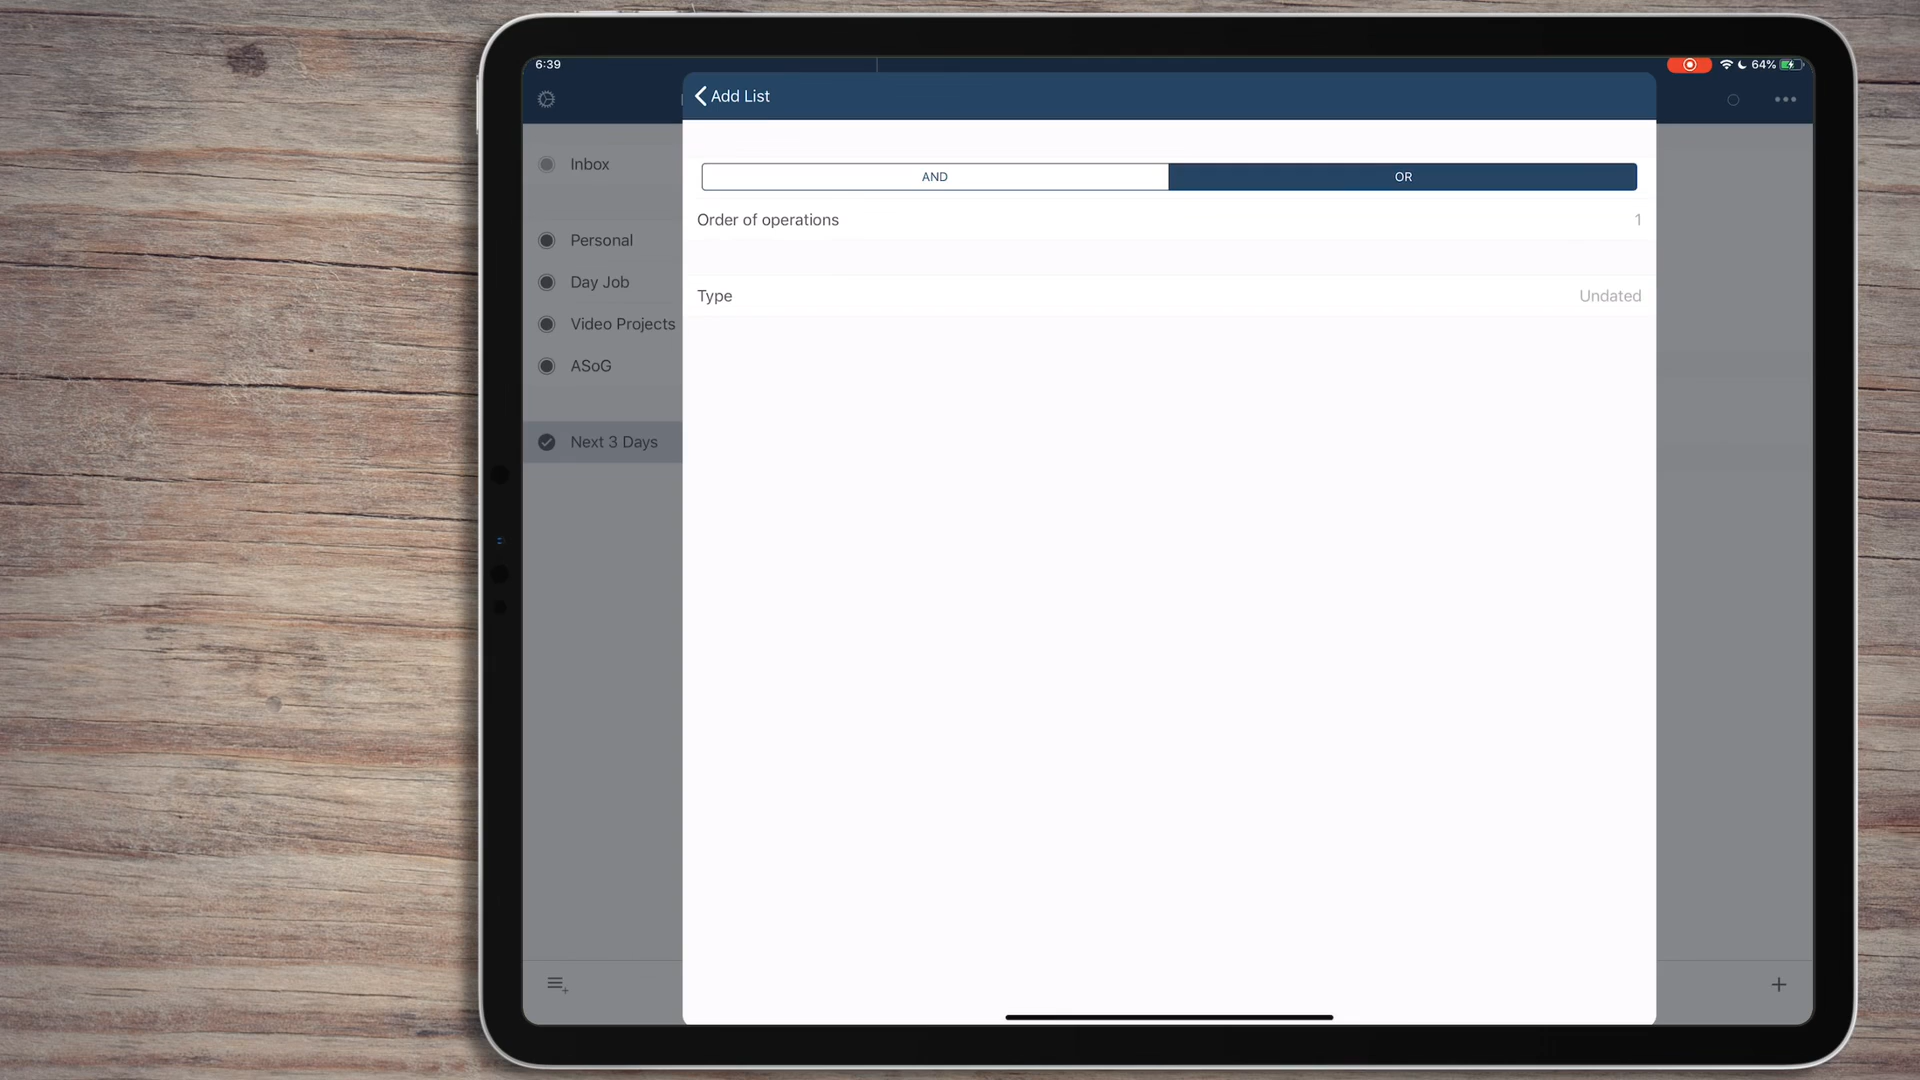 6:39
64%
Add List
Inbox
AND
OR
Order of operations
1
Personal
Day Job
Type
Undated
Video Projects
ASoG
Next 3 Days